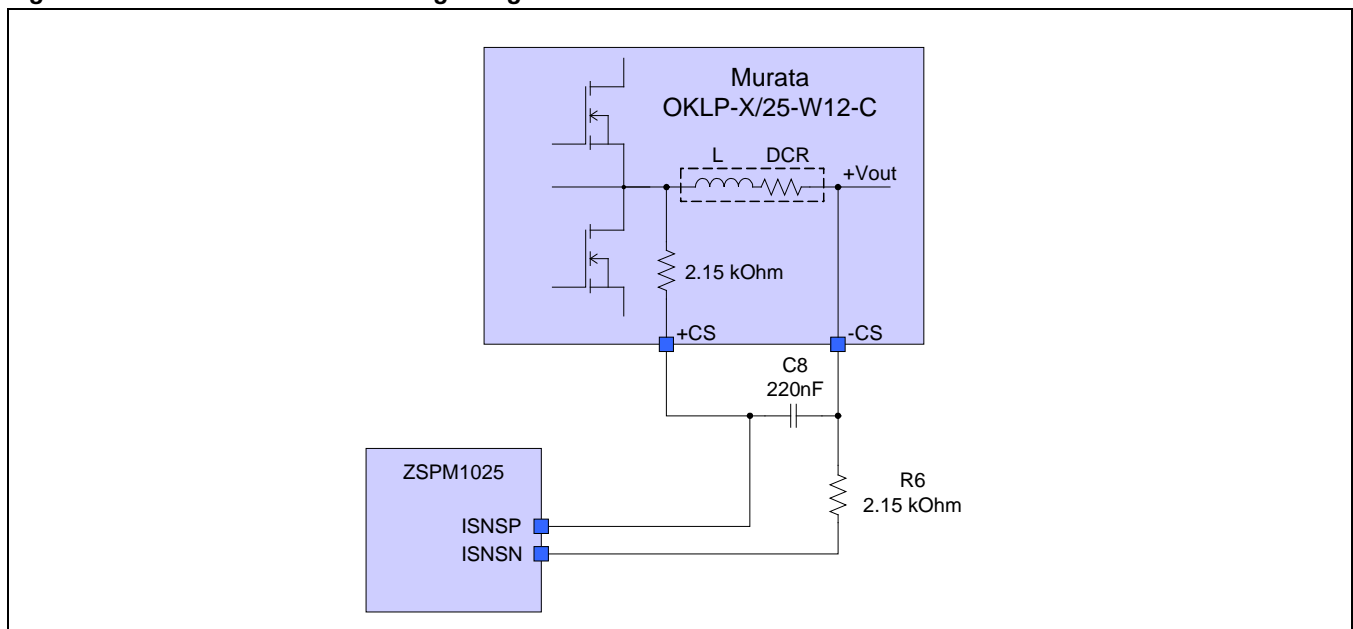 Murata
OKLP-X/25-W12-C
L DCR
+Vout
2.15 kOhm
+CS
-CS
C8
220nF
ZSPM1025
R6
2.15 kOhm
ISNSP
ISNSN